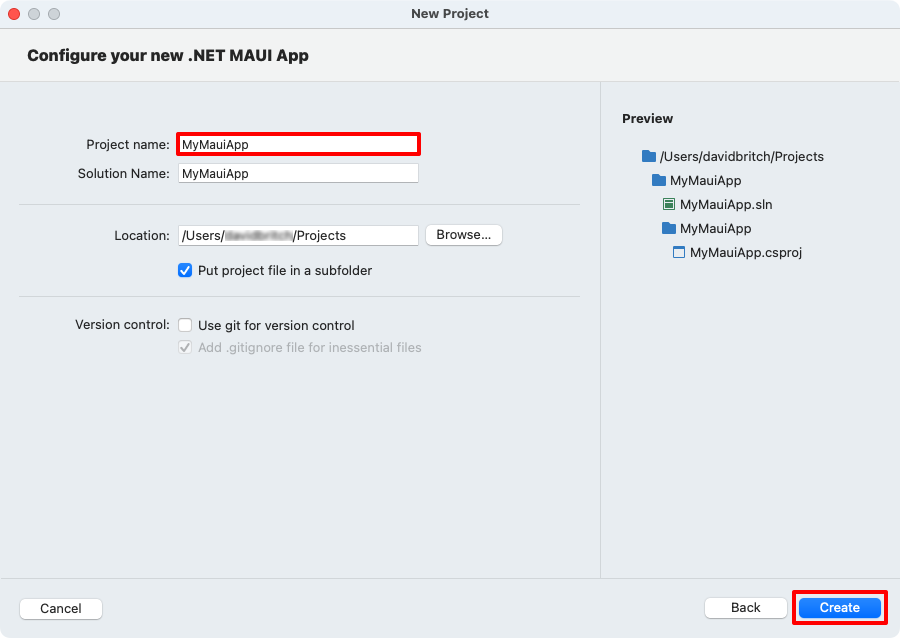 New Project
Configure your new .NET MAUI App
Project name: MyMauiApp
Solution Name: MyMauiApp
Location: /Users/ /Projects Browse...
Put project file in a subfolder
Version control: Use git for version control
Add .gitignore file for inessential files
Preview
/Users/davidbritch/Projects
MyMauiApp
MyMauiApp.sln
MyMauiApp
MyMauiApp.csproj
Cancel
Back
Create